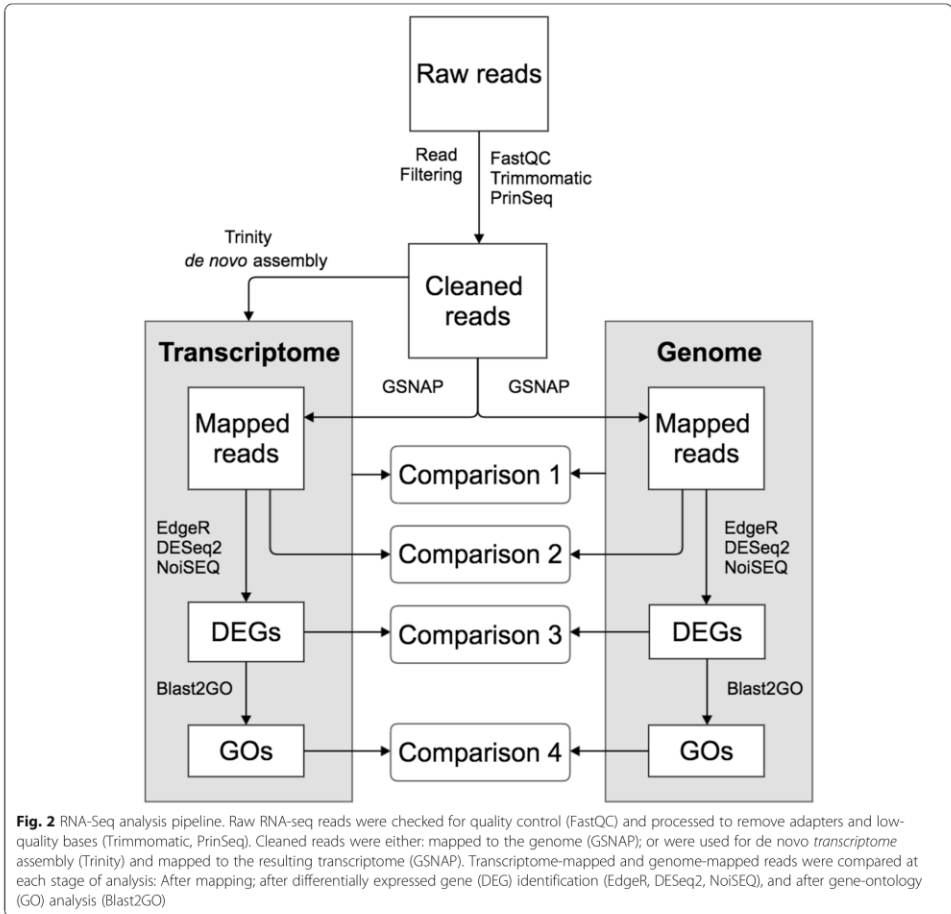 Raw reads
Read
Filtering
FastQC
Trimmomatic
PrinSeq
Trinity
de novo assembly
Cleaned
reads
Transcriptome
Genome
GSNAP
GSNAP
Mapped
reads
Mapped
reads
Comparison 1
EdgeR
DESeq2
NoiSEQ
Comparison 2
EdgeR
DESeq2
NoiSEQ
DEGs
Comparison 3
DEGs
Blast2GO
Blast2GO
GOs
Comparison 4
GOs
Fig. 2 RNA-Seq analysis pipeline. Raw RNA-seq reads were checked for quality control (FastQC) and processed to remove adapters and low-
quality bases (Trimmomatic, PrinSeq). Cleaned reads were either: mapped to the genome (GSNAP); or were used for de novo transcriptome
assembly (Trinity) and mapped to the resulting transcriptome (GSNAP). Transcriptome-mapped and genome-mapped reads were compared at
each stage of analysis: After mapping; after differentially expressed gene (DEG) identification (EdgeR, DESeq2, NoiSEQ), and after gene-ontology
(GO) analysis (Blast2GO)